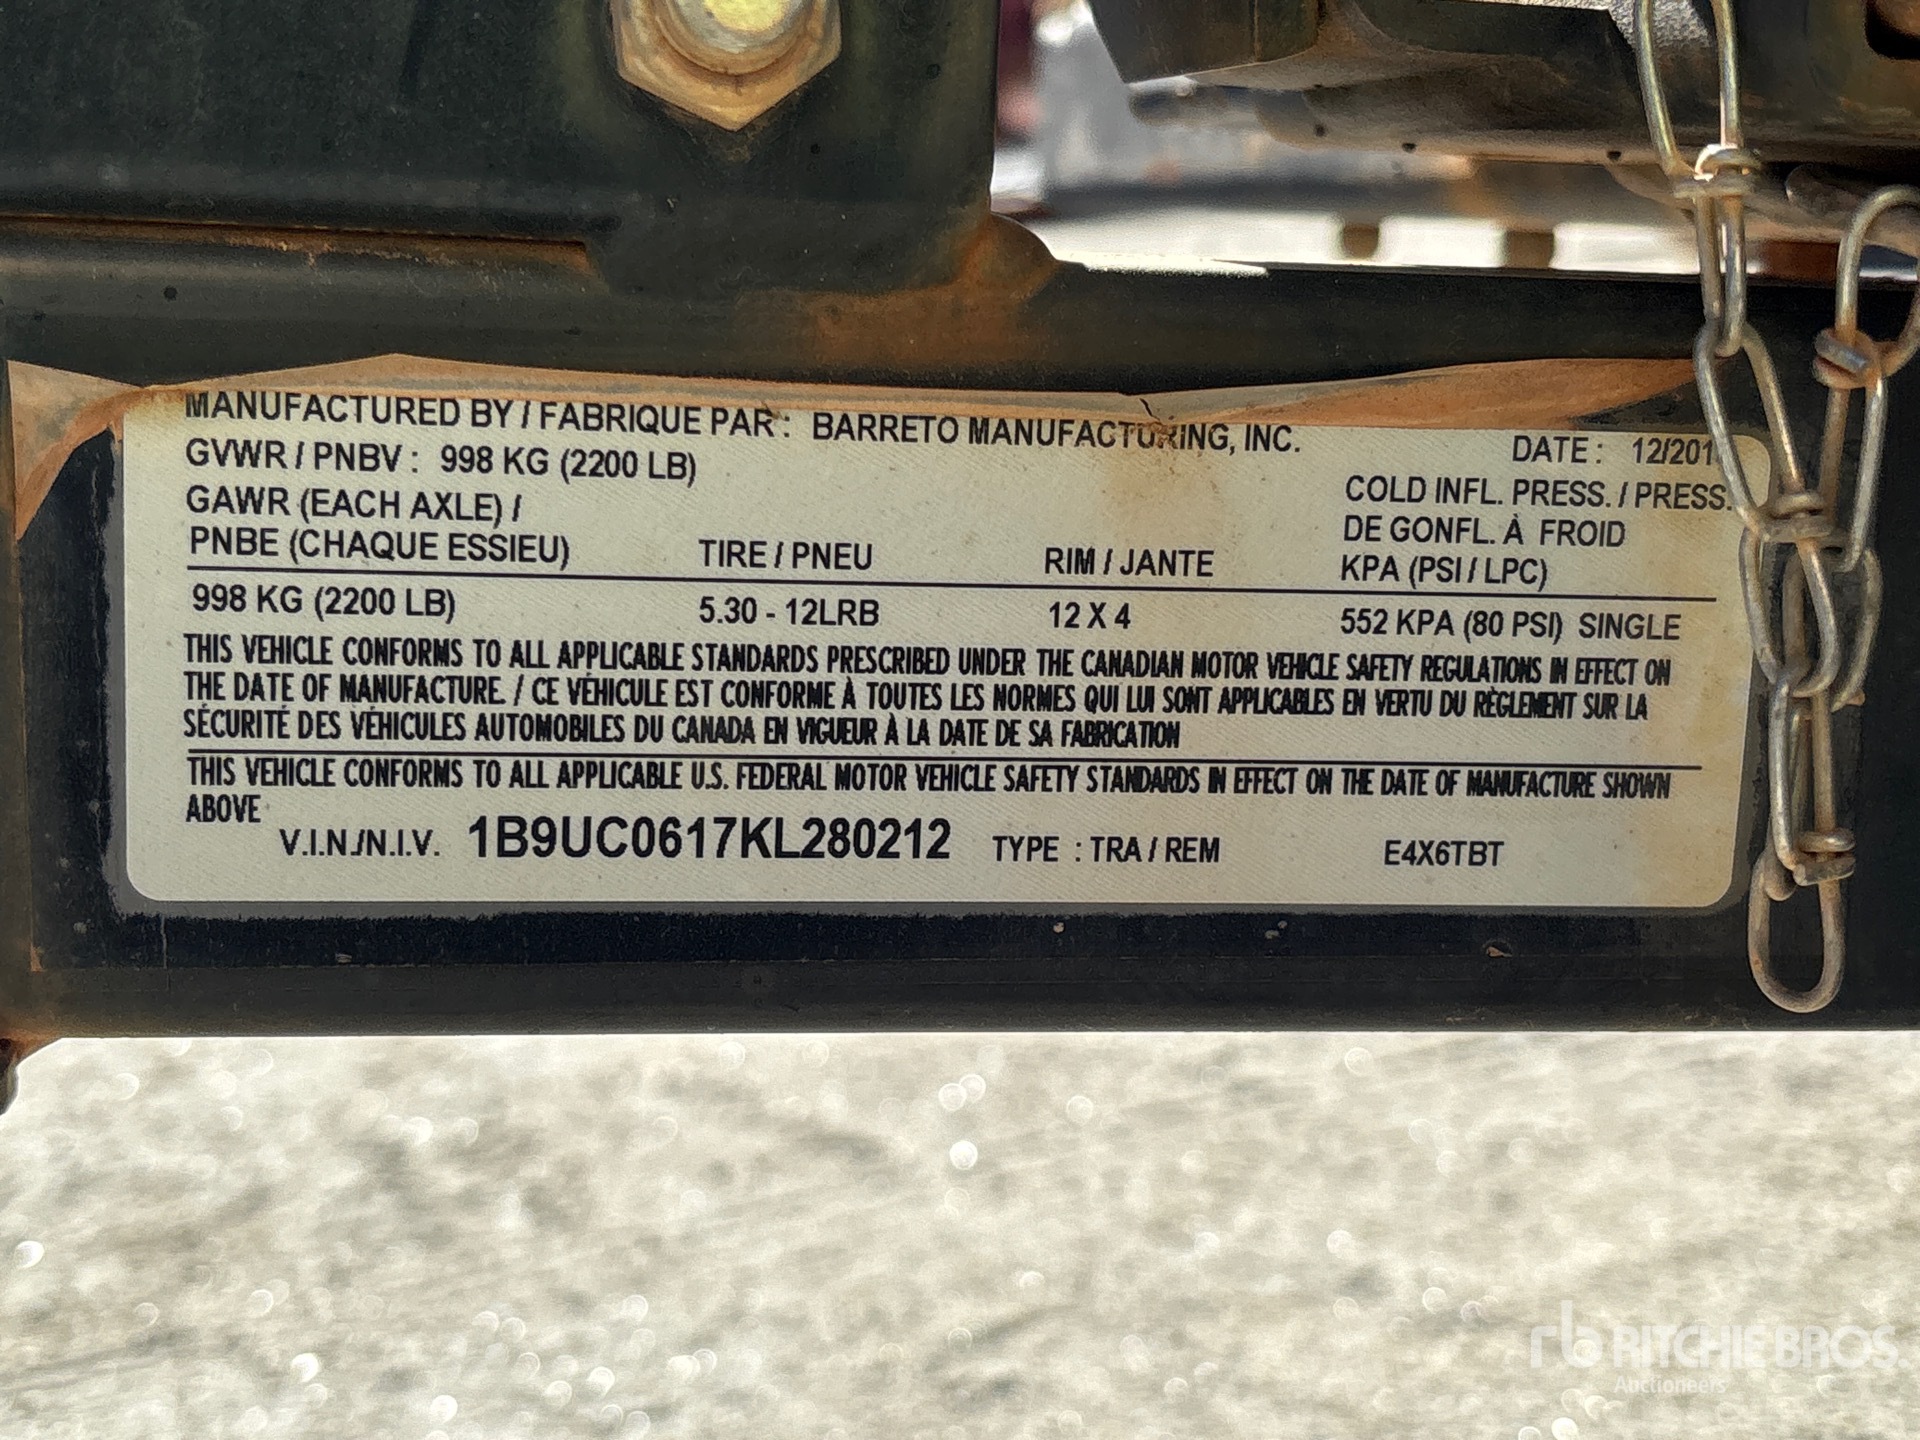 MANUFACTURED BY / FABRIQUE PAR : BARRETO MANUFACTURING, INC. DATE : 12/201
GVWR / PNBV : 998 KG (2200 LB)
GAWR (EACH AXLE) /
PNBE (CHAQUE ESSIEU) TIRE / PNEU RIM / JANTE
COLD INFL. PRESS. / PRESS.
DE GONFL. À FROID
KPA (PSI / LPC)
998 KG (2200 LB) 5.30 - 12LRB 12 X 4 552 KPA (80 PSI) SINGLE
THIS VEHICLE CONFORMS TO ALL APPLICABLE STANDARDS PRESCRIBED UNDER THE CANADIAN MOTOR VEHICLE SAFETY REGULATIONS IN EFFECT ON
THE DATE OF MANUFACTURE. / CE VÉHICULE EST CONFORME À TOUTES LES NORMES QUI LUI SONT APPLICABLES EN VERTU DU RÈGLEMENT SUR LA
SÉCURITÉ DES VÉHICULES AUTOMOBILES DU CANADA EN VIGUEUR À LA DATE DE SA FABRICATION
THIS VEHICLE CONFORMS TO ALL APPLICABLE U.S. FEDERAL MOTOR VEHICLE SAFETY STANDARDS IN EFFECT ON THE DATE OF MANUFACTURE SHOWN
ABOVE
V.I.N./N.I.V. 1B9UC0617KL280212 TYPE : TRA / REM E4X6TBT
rb RITCHIE BROS.
Auctioneers